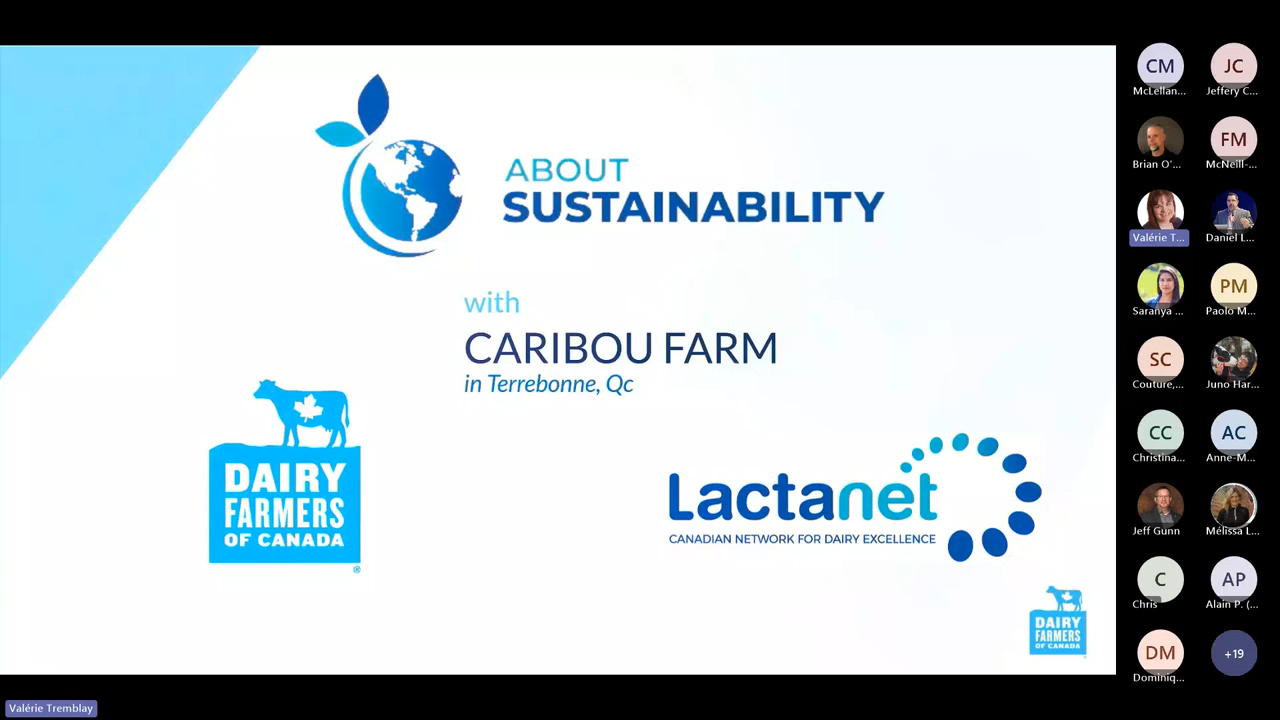 ABOUT
SUSTAINABILITY
with
CARIBOU FARM
in Terrebonne, Qc
DAIRY
FARMERS
OF CANADA
®
Lactanet
CANADIAN NETWORK FOR DAIRY EXCELLENCE
DAIRY
FARMERS
OF CANADA
CM
McLellan...
JC
Jeffery C...
Brian O'...
FM
McNeill-...
Valérie T...
Daniel L...
Saranya ...
PM
Paolo M...
SC
Couture,...
Juno Har...
CC
Christina...
AC
Anne-M...
Jeff Gunn
Mélissa L...
C
Chris
AP
Alain P. (...
DM
Dominiq...
+19
Valérie Tremblay